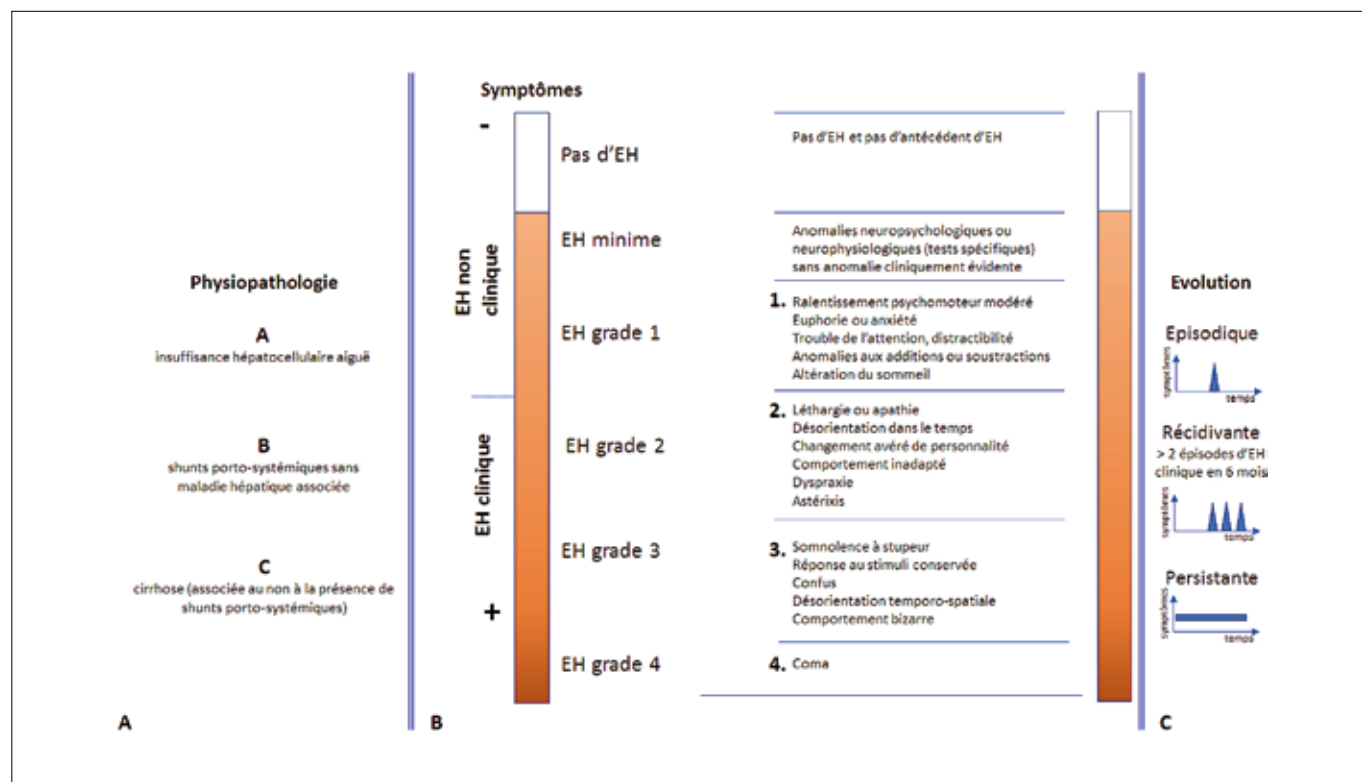 Physiopathologie
A
insuffisance hépatocellulaire aiguë
B
shunts porto-systémiques sans
maladie hépatique associée
C
cirrhose (associée au non à la présence de
shunts porto-systémiques)
A
Symptômes
-
+
EH non
clinique
EH clinique
Pas d'EH
EH minime
EH grade 1
EH grade 2
EH grade 3
EH grade 4
Pas d'EH et pas d'antécédent d'EH
Anomalies neuropsychologiques ou
neurophysiologiques (tests spécifiques)
sans anomalie cliniquement évidente
1. Ralentissement psychomoteur modéré
Euphorie ou anxiété
Trouble de l'attention, distractibilité
Anomalies aux additions ou soustractions
Altération du sommeil
2. Léthargie ou apathie
Désorientation dans le temps
Changement avéré de personnalité
Comportement inadapté
Dyspraxie
Astérixis
3. Somnolence à stupeur
Réponse au stimuli conservée
Confus
Désorientation temporo-spatiale
Comportement bizarre
4. Coma
B
Evolution
Episodique
symptômes
temps
Récidivante
> 2 épisodes d'EH
clinique en 6 mois
symptômes
temps
Persistante
symptômes
temps
C